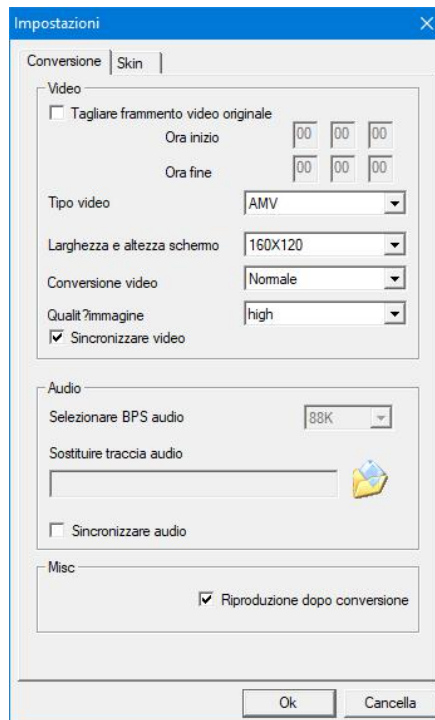 Impostazioni
Conversione Skin
Video
Tagliare frammento video originale
Ora inizio 00 00 00
Ora fine 00 00 00
Tipo video AMV
Larghezza e altezza schermo 160X120
Conversione video Normale
Qualit?immagine high
Sincronizzare video
Audio
Selezionare BPS audio 88K
Sostituire traccia audio
Sincronizzare audio
Misc
Riproduzione dopo conversione
Ok Cancella